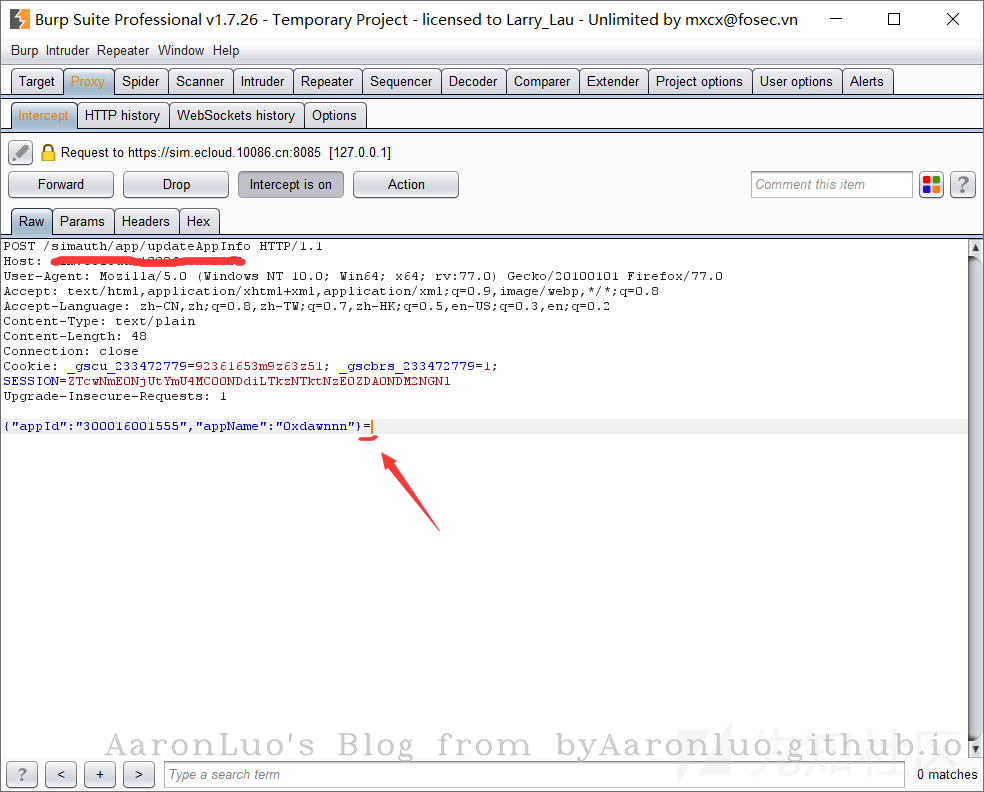 Burp Suite Professional v1.7.26 - Temporary Project - licensed to Larry_Lau - Unlimited by mxcx@fosec.vn
Burp Intruder Repeater Window Help
Target Proxy Spider Scanner Intruder Repeater Sequencer Decoder Comparer Extender Project options User options Alerts
Intercept HTTP history WebSockets history Options
Request to https://sim.ecloud.10086.cn:8085 [127.0.0.1]
Forward Drop Intercept is on Action Comment this item ?
Raw Params Headers Hex
POST /simauth/app/updateAppInfo HTTP/1.1
Host:
User-Agent: Mozilla/5.0 (Windows NT 10.0; Win64; x64; rv:77.0) Gecko/20100101 Firefox/77.0
Accept: text/html,application/xhtml+xml,application/xml;q=0.9,image/webp,*/*;q=0.8
Accept-Language: zh-CN,zh;q=0.8,zh-TW;q=0.7,zh-HK;q=0.5,en-US;q=0.3,en;q=0.2
Content-Type: text/plain
Content-Length: 48
Connection: close
Cookie: _gscu_233472779=92361653m9z63z51; _gscbrs_233472779=1;
SESSION=ZTcwNmE0NjUtYmU4MC00NDdiLTkzNTktNzE0ZDA0NDM2NGNl
Upgrade-Insecure-Requests: 1
{"appId":"300016001555","appName":"0xdawnnn"}=
AaronLuo's Blog from byAaronluo.github.io
先知社区
? < + > Type a search term 0 matches